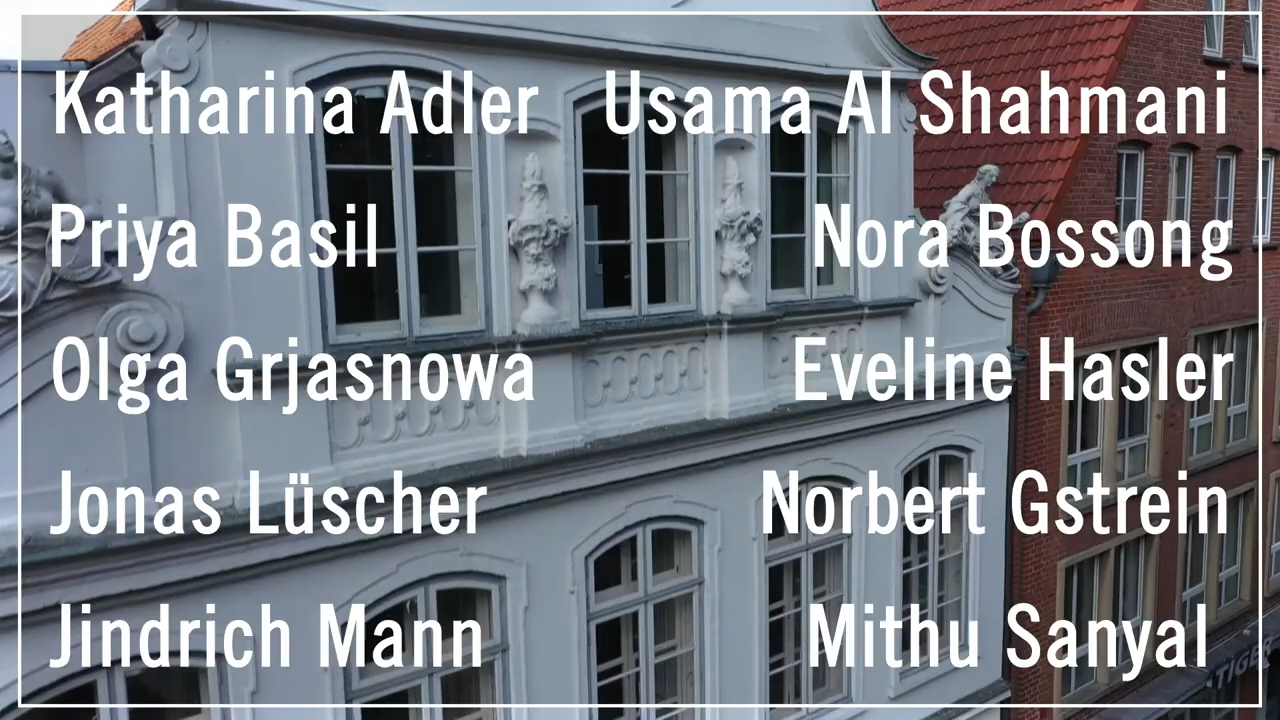 Katharina Adler Usama Al Shahmani
Priya Basil Nora Bossong
Olga Grjasnowa Eveline Hasler
Jonas Lüscher Norbert Gstrein
Jindrich Mann Mithu Sanyal
TIGER